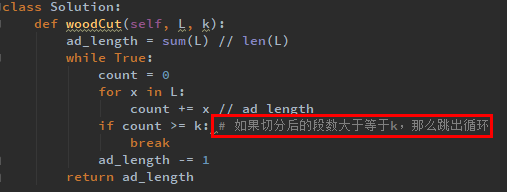 class Solution:
    def woodCut(self, L, k):
        ad_length = sum(L) // len(L)
        while True:
            count = 0
            for x in L:
                count += x // ad_length
            if count >= k: # 如果切分后的段数大于等于k，那么跳出循环
                break
            ad_length -= 1
        return ad_length